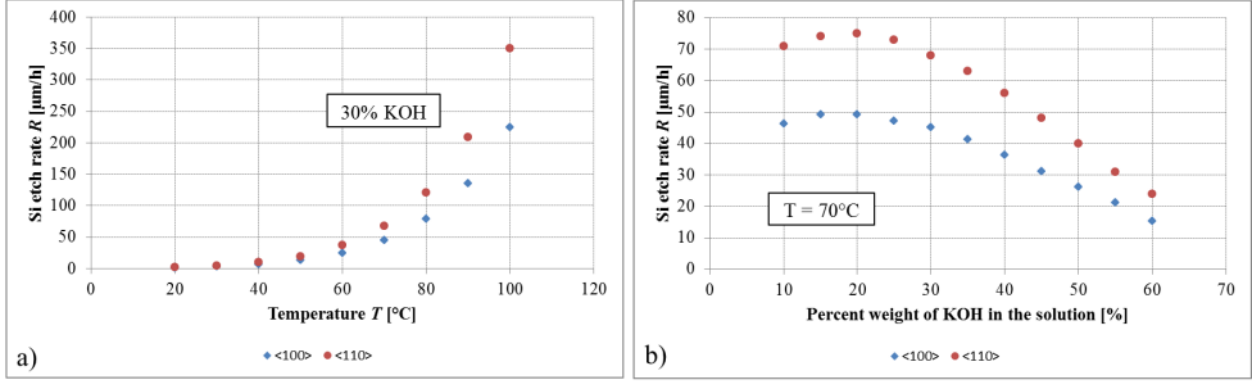 Si etch rate R [µm/h]
400
350
300
250
200
150
100
50
0
30% KOH
0 20 40 60 80 100 120
Temperature T [°C]
<100> <110>
a)
Si etch rate R [µm/h]
80
70
60
50
40
30
20
10
0
T = 70°C
0 10 20 30 40 50 60 70
Percent weight of KOH in the solution [%]
<100> <110>
b)